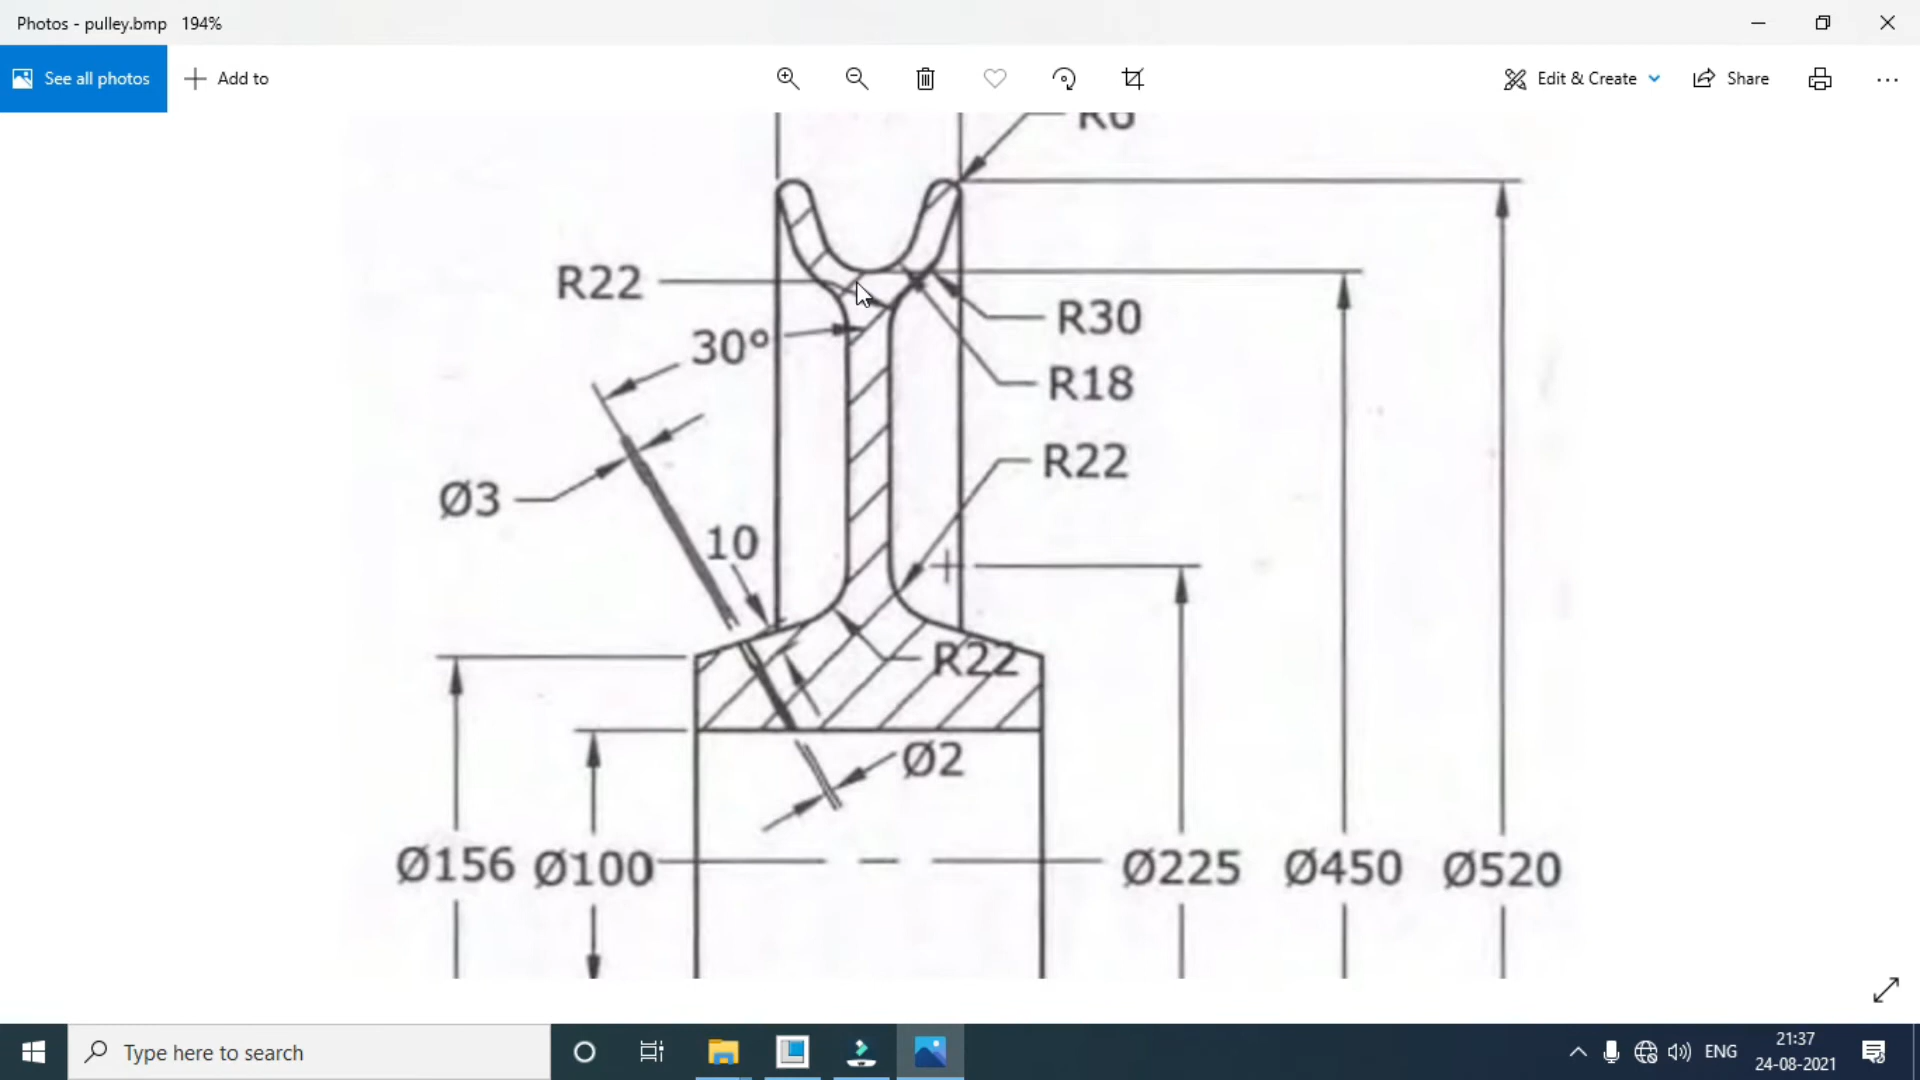 Photos - pulley.bmp 194%
See all photos
Add to
Edit & Create
Share
R6
R22
R30
30°
R18
R22
Ø3
10
R22
Ø2
Ø156 Ø100 Ø225 Ø450 Ø520
Type here to search
ENG
21:37
24-08-2021